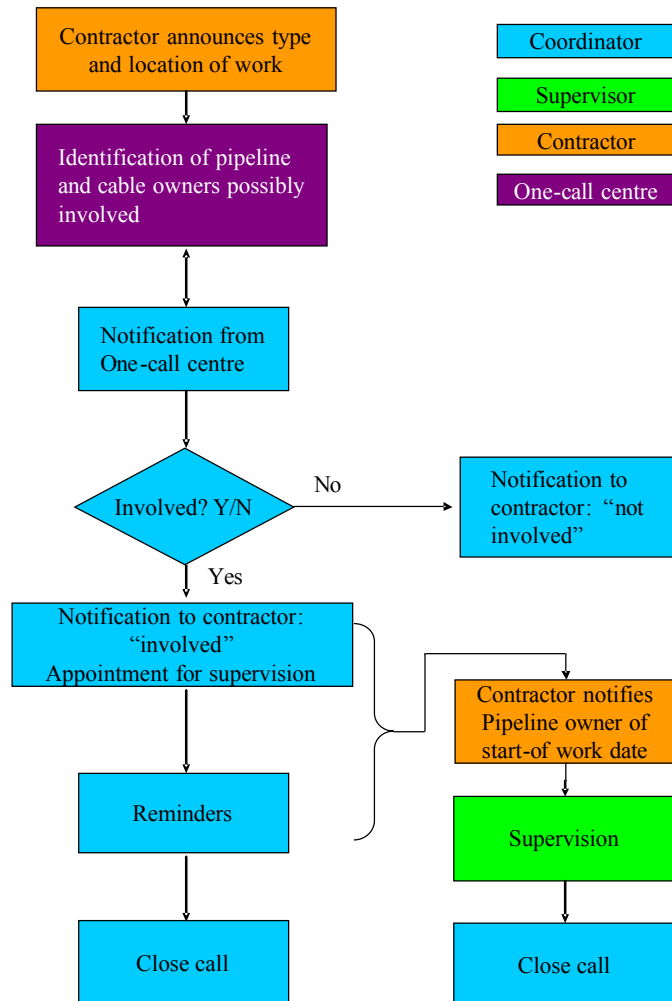 Contractor announces type
and location of work
Coordinator
Supervisor
Contractor
One-call centre
Identification of pipeline
and cable owners possibly
involved
Notification from
One-call centre
Involved? Y/N
No
Notification to
contractor: “not
involved”
Yes
Notification to contractor:
“involved”
Appointment for supervision
Contractor notifies
Pipeline owner of
start-of work date
Reminders
Supervision
Close call
Close call